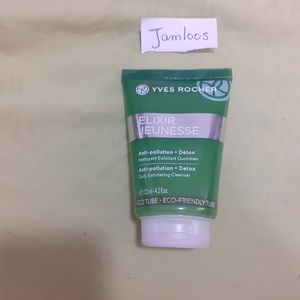 Jamloos
YVES ROCHER
ELIXIR
JEUNESSE
Anti-pollution + Détox
Nettoyant Exfoliant Quotidien
Anti-pollution + Detox
Daily Exfoliating Cleanser
ECO TUBE - ECO-FRIENDLY TUBE